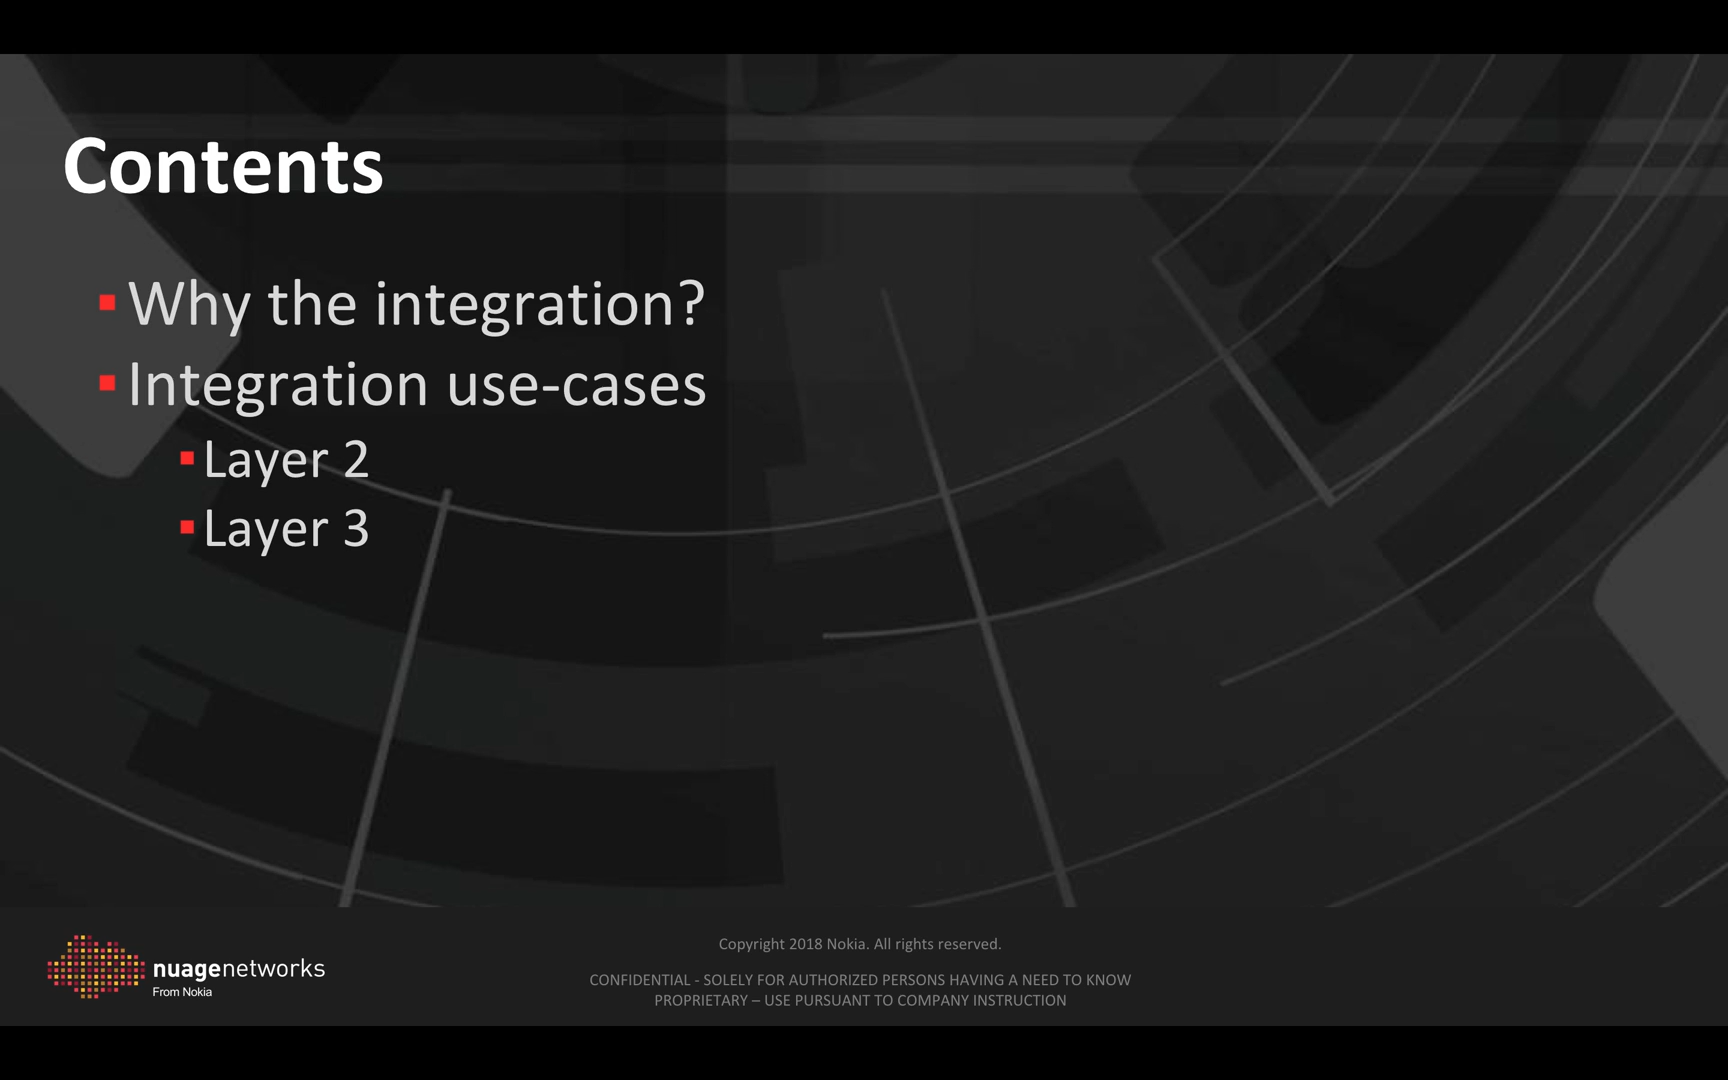 Contents
Why the integration?
Integration use-cases
Layer 2
Layer 3
nuagenetworks
From Nokia
Copyright 2018 Nokia. All rights reserved.
CONFIDENTIAL - SOLELY FOR AUTHORIZED PERSONS HAVING A NEED TO KNOW
PROPRIETARY – USE PURSUANT TO COMPANY INSTRUCTION